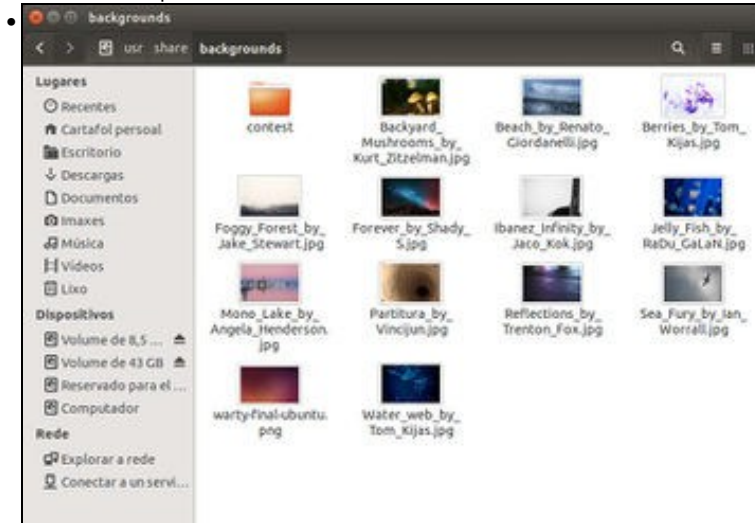 backgrounds
usr share backgrounds
Lugares
Recentes
Cartafol persoal
Escritorio
Descargas
Documentos
Imaxes
Música
Vídeos
Lixo
Dispositivos
Volume de 8,5 ...
Volume de 43 GB
Reservado para el ...
Computador
Rede
Explorar a rede
Conectar a un servi...
contest
Backyard_
Mushrooms_by_
Kurt_Zitzelman.jpg
Beach_by_Renato_
Giordanelli.jpg
Berries_by_Tom_
Kijas.jpg
Foggy_Forest_by_
Jake_Stewart.jpg
Forever_by_Shady_
S.jpg
Ibanez_Infinity_by_
Jaco_Kok.jpg
Jelly_Fish_by_
RaDu_GaLaN.jpg
Mono_Lake_by_
Angela_Henderson.
jpg
Partitura_by_
Vincijun.jpg
Reflections_by_
Trenton_Fox.jpg
Sea_Fury_by_Ian_
Worrall.jpg
warty-final-ubuntu.
png
Water_web_by_
Tom_Kijas.jpg